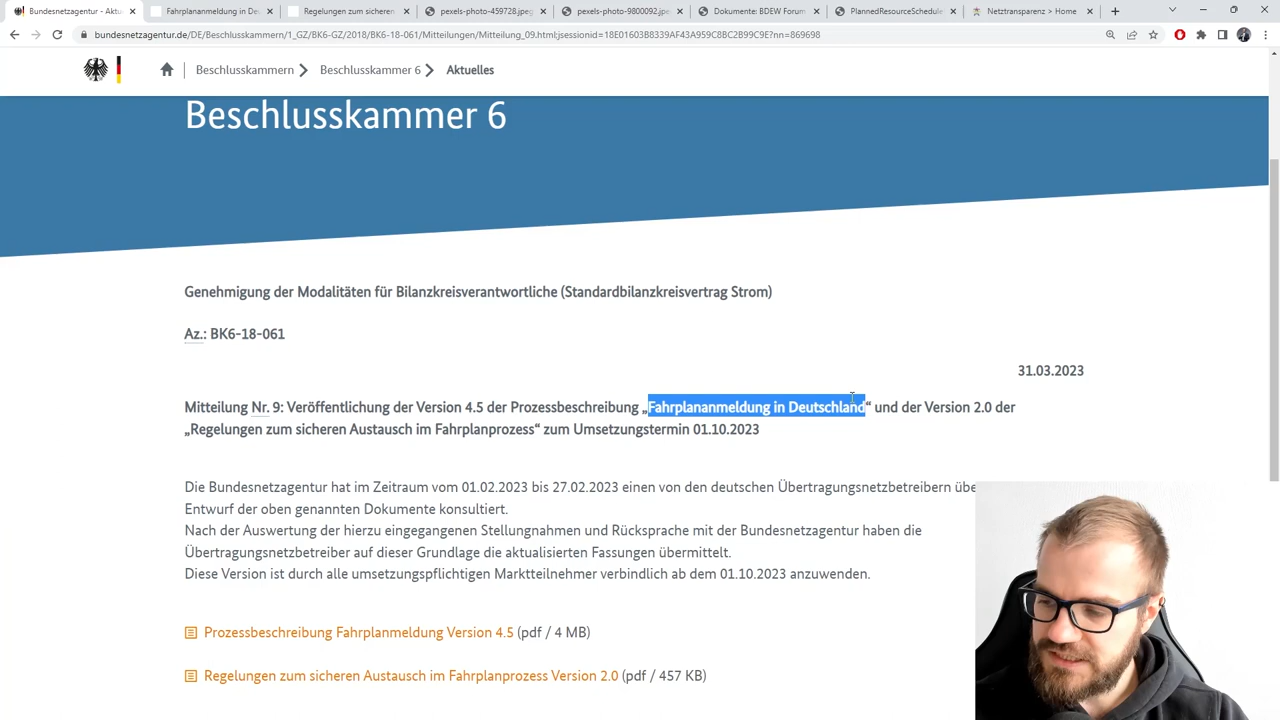 Bundesnetzagentur - Aktu
Fahrplananmeldung in De
Regelungen zum sicheren
pexels-photo-459728.jpeg
pexels-photo-9800092.jpe
Dokumente: BDEW Forum
PlannedResourceSchedule
Netztransparenz > Home
bundesnetzagentur.de/DE/Beschlusskammern/1_GZ/BK6-GZ/2018/BK6-18-061/Mitteilungen/Mitteilung_09.html;jsessionid=18E01603B8339AF43A959C8BC2B99C9E?nn=869698
Beschlusskammern
Beschlusskammer 6
Aktuelles
Beschlusskammer 6
Genehmigung der Modalitäten für Bilanzkreisverantwortliche (Standardbilanzkreisvertrag Strom)
Az.: BK6-18-061
31.03.2023
Mitteilung Nr. 9: Veröffentlichung der Version 4.5 der Prozessbeschreibung „Fahrplananmeldung in Deutschland“ und der Version 2.0 der
„Regelungen zum sicheren Austausch im Fahrplanprozess“ zum Umsetzungstermin 01.10.2023
Die Bundesnetzagentur hat im Zeitraum vom 01.02.2023 bis 27.02.2023 einen von den deutschen Übertragungsnetzbetreibern übe
Entwurf der oben genannten Dokumente konsultiert.
Nach der Auswertung der hierzu eingegangenen Stellungnahmen und Rücksprache mit der Bundesnetzagentur haben die
Übertragungsnetzbetreiber auf dieser Grundlage die aktualisierten Fassungen übermittelt.
Diese Version ist durch alle umsetzungspflichtigen Marktteilnehmer verbindlich ab dem 01.10.2023 anzuwenden.
Prozessbeschreibung Fahrplanmeldung Version 4.5 (pdf / 4 MB)
Regelungen zum sicheren Austausch im Fahrplanprozess Version 2.0 (pdf / 457 KB)